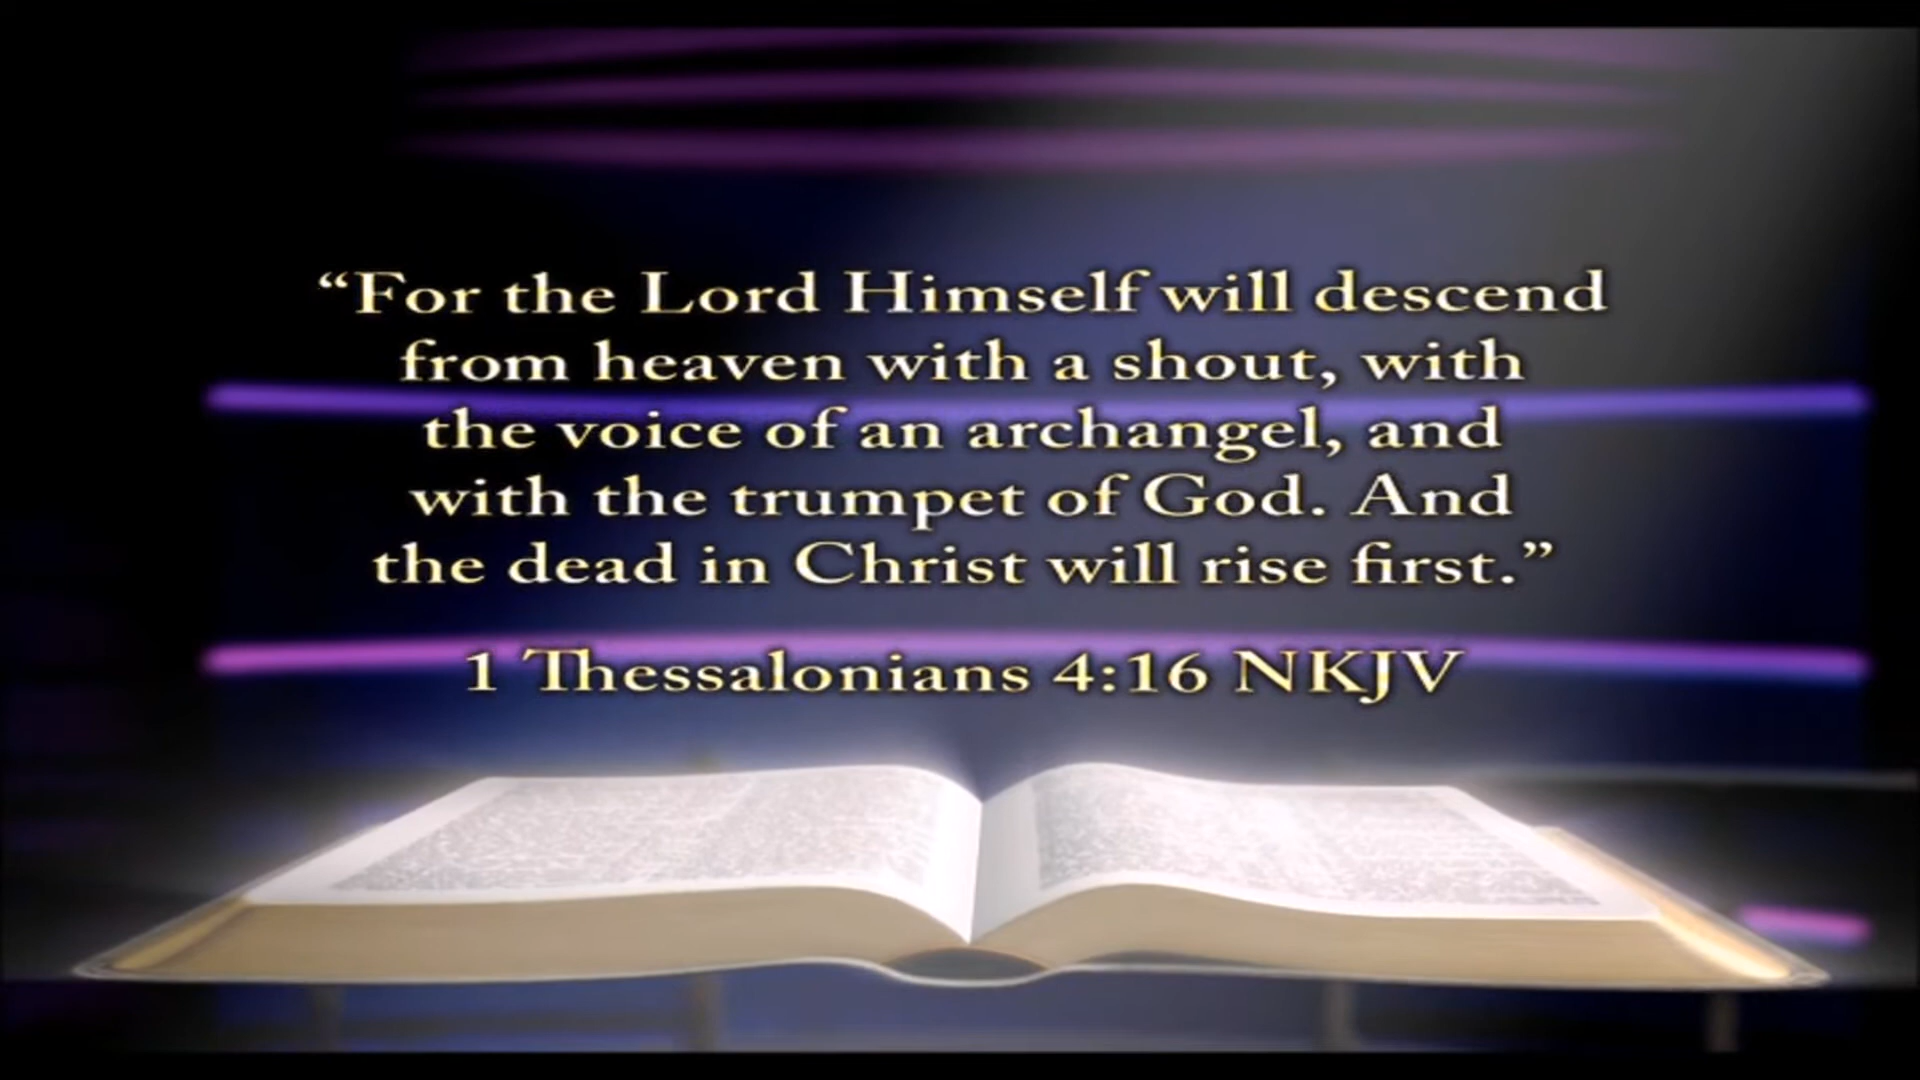 “For the Lord Himself will descend
from heaven with a shout, with
the voice of an archangel, and
with the trumpet of God. And
the dead in Christ will rise first.”
1 Thessalonians 4:16 NKJV